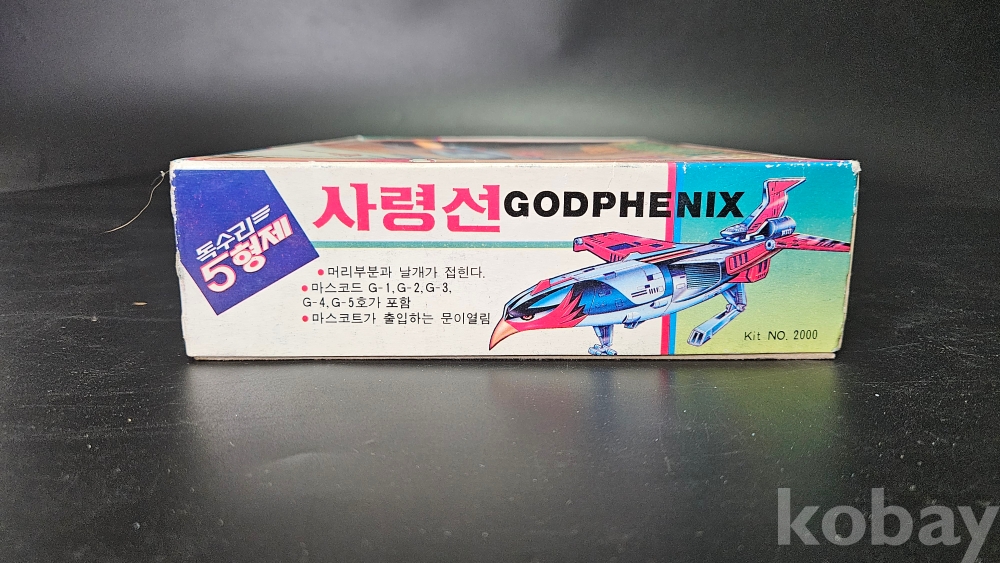 독수리
5형제
사령선GODPHENIX
• 머리부분과 날개가 접힌다.
• 마스코드 G-1, G-2, G-3,
G-4, G-5호가 포함
• 마스코트가 출입하는 문이열림
Kit NO. 2000
kobay